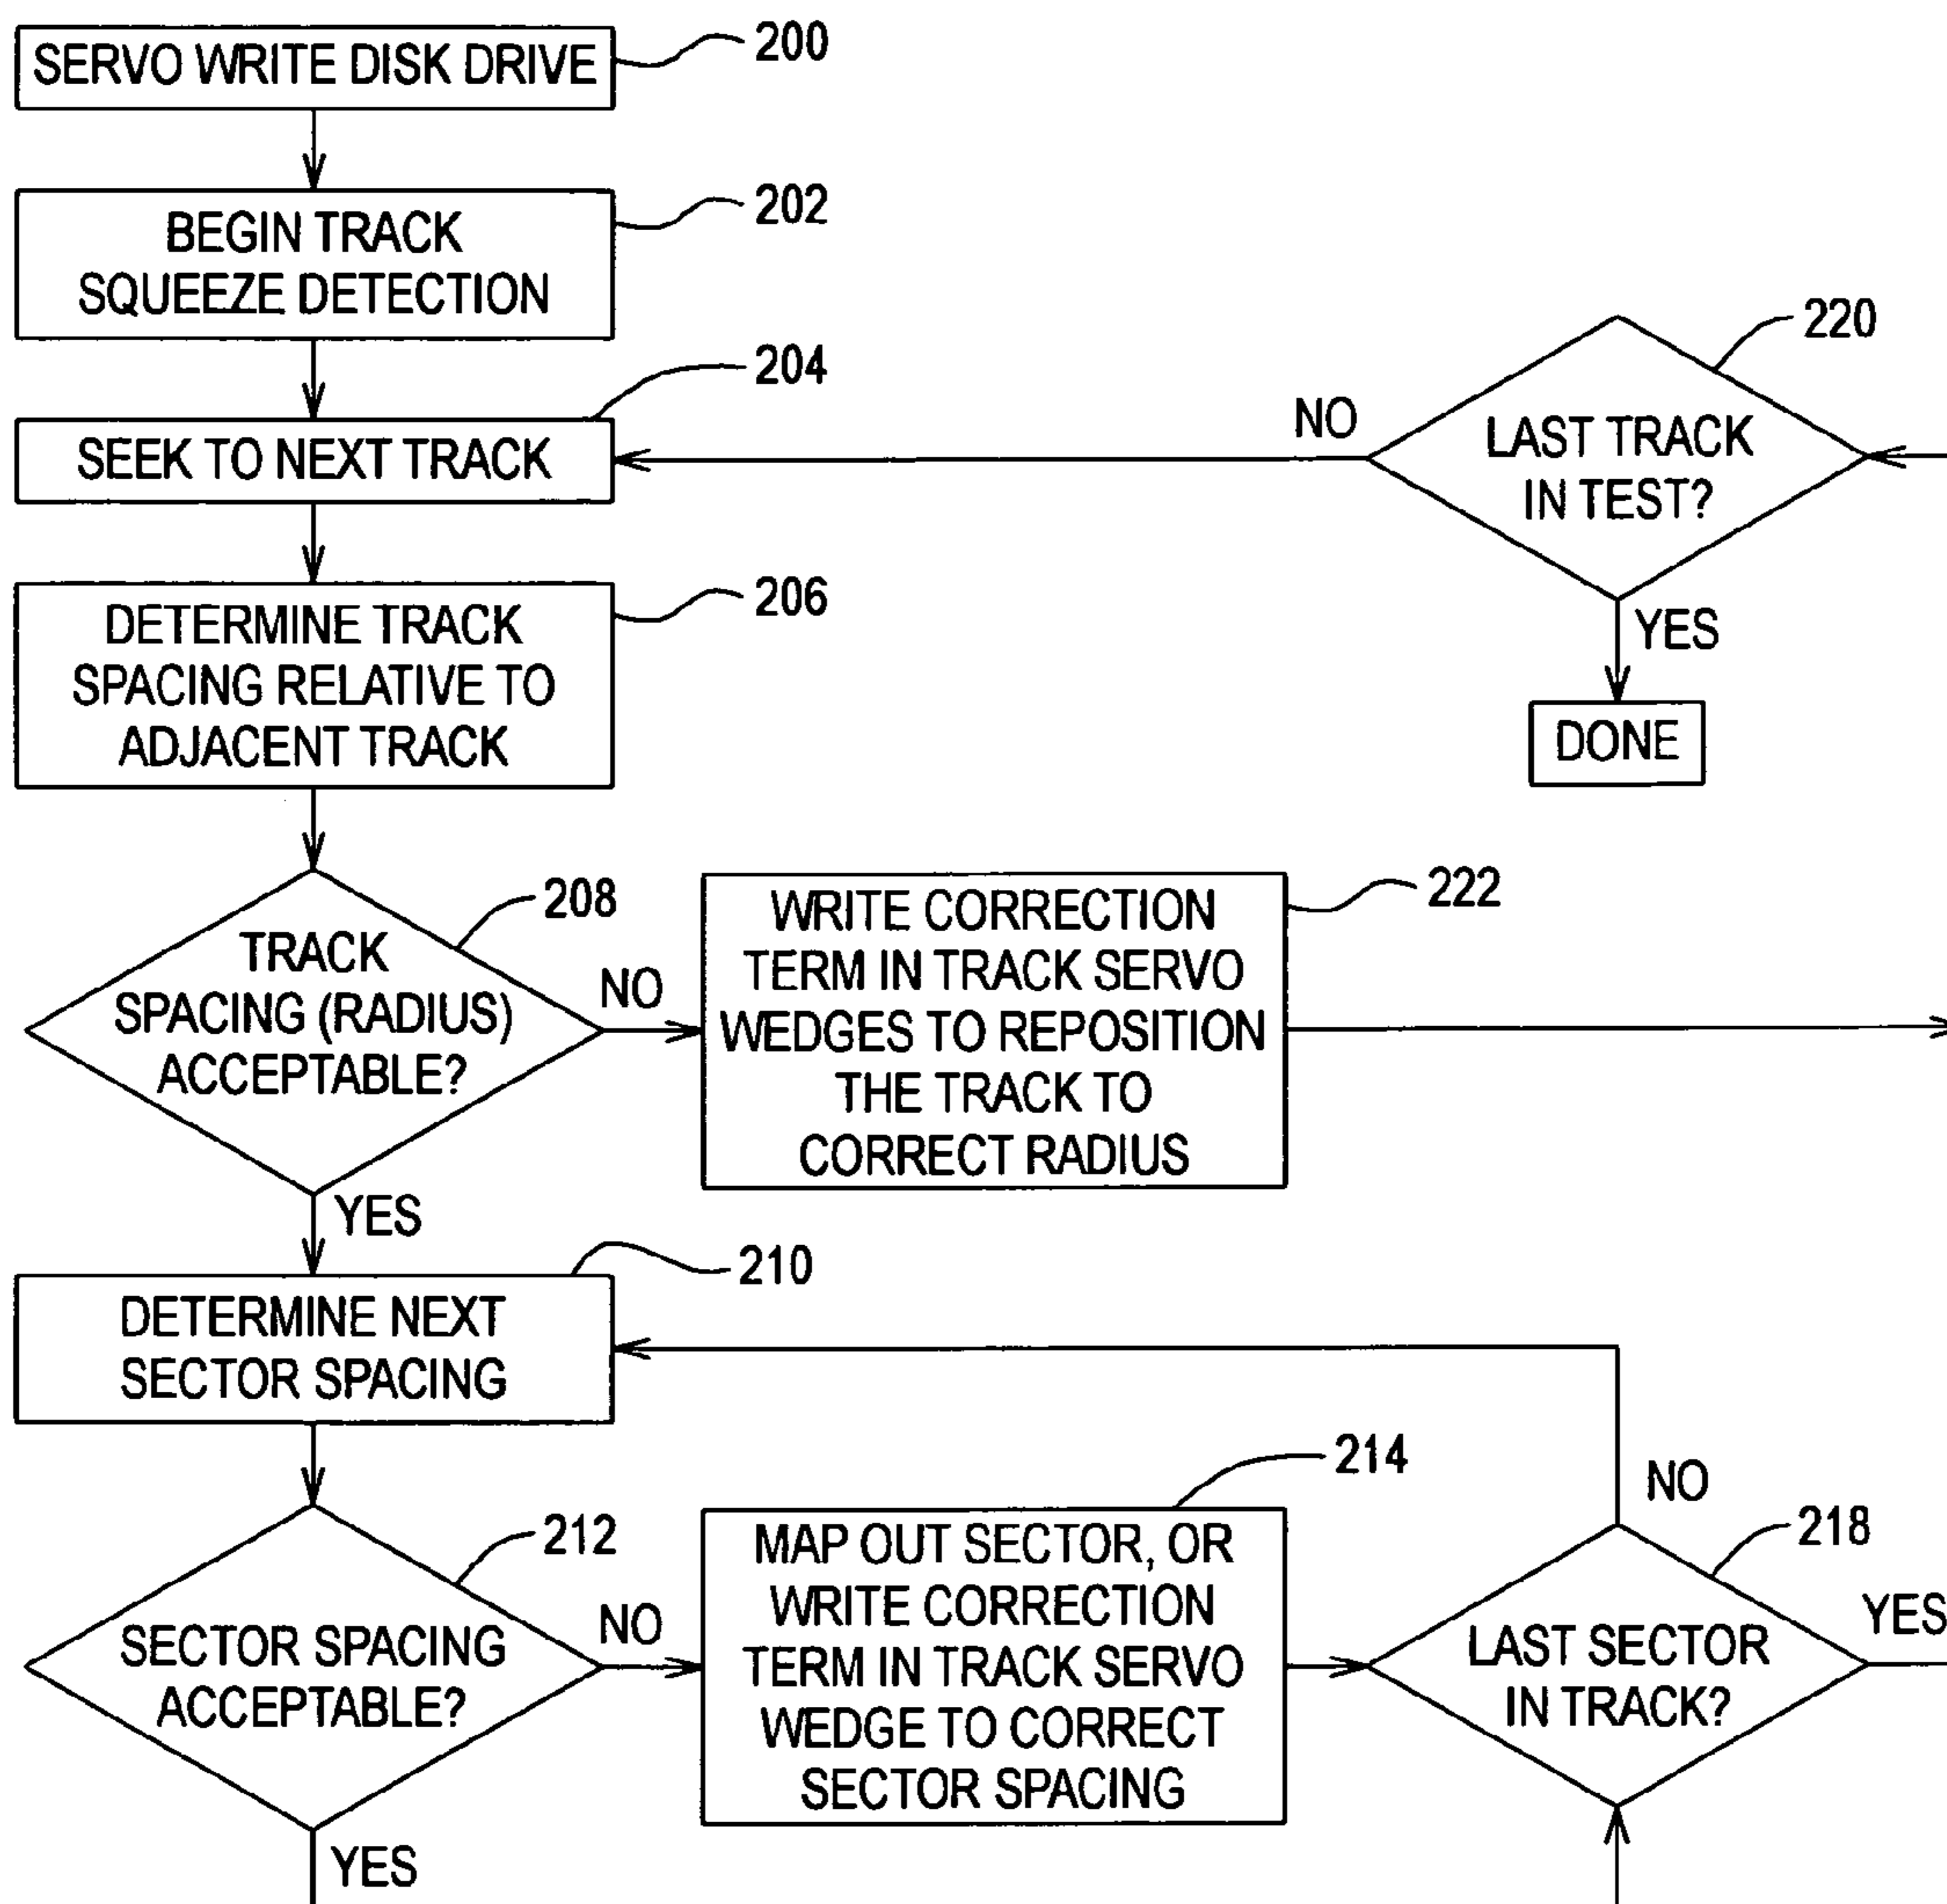 SERVO WRITE DISK DRIVE
200
BEGIN TRACK
SQUEEZE DETECTION
202
SEEK TO NEXT TRACK
204
NO
LAST TRACK
IN TEST?
220
YES
DONE
DETERMINE TRACK
SPACING RELATIVE TO
ADJACENT TRACK
206
TRACK
SPACING (RADIUS)
ACCEPTABLE?
208
NO
YES
WRITE CORRECTION
TERM IN TRACK SERVO
WEDGES TO REPOSITION
THE TRACK TO
CORRECT RADIUS
222
DETERMINE NEXT
SECTOR SPACING
210
SECTOR SPACING
ACCEPTABLE?
212
NO
YES
MAP OUT SECTOR, OR
WRITE CORRECTION
TERM IN TRACK SERVO
WEDGE TO CORRECT
SECTOR SPACING
214
LAST SECTOR
IN TRACK?
218
NO
YES